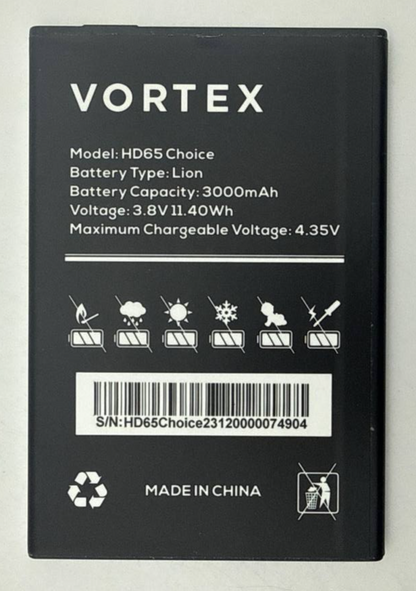 VORTEX
Model: HD65 Choice
Battery Type: Lion
Battery Capacity: 3000mAh
Voltage: 3.8V 11.40Wh
Maximum Chargeable Voltage: 4.35V
S/N:HD65Choice23120000074904
MADE IN CHINA